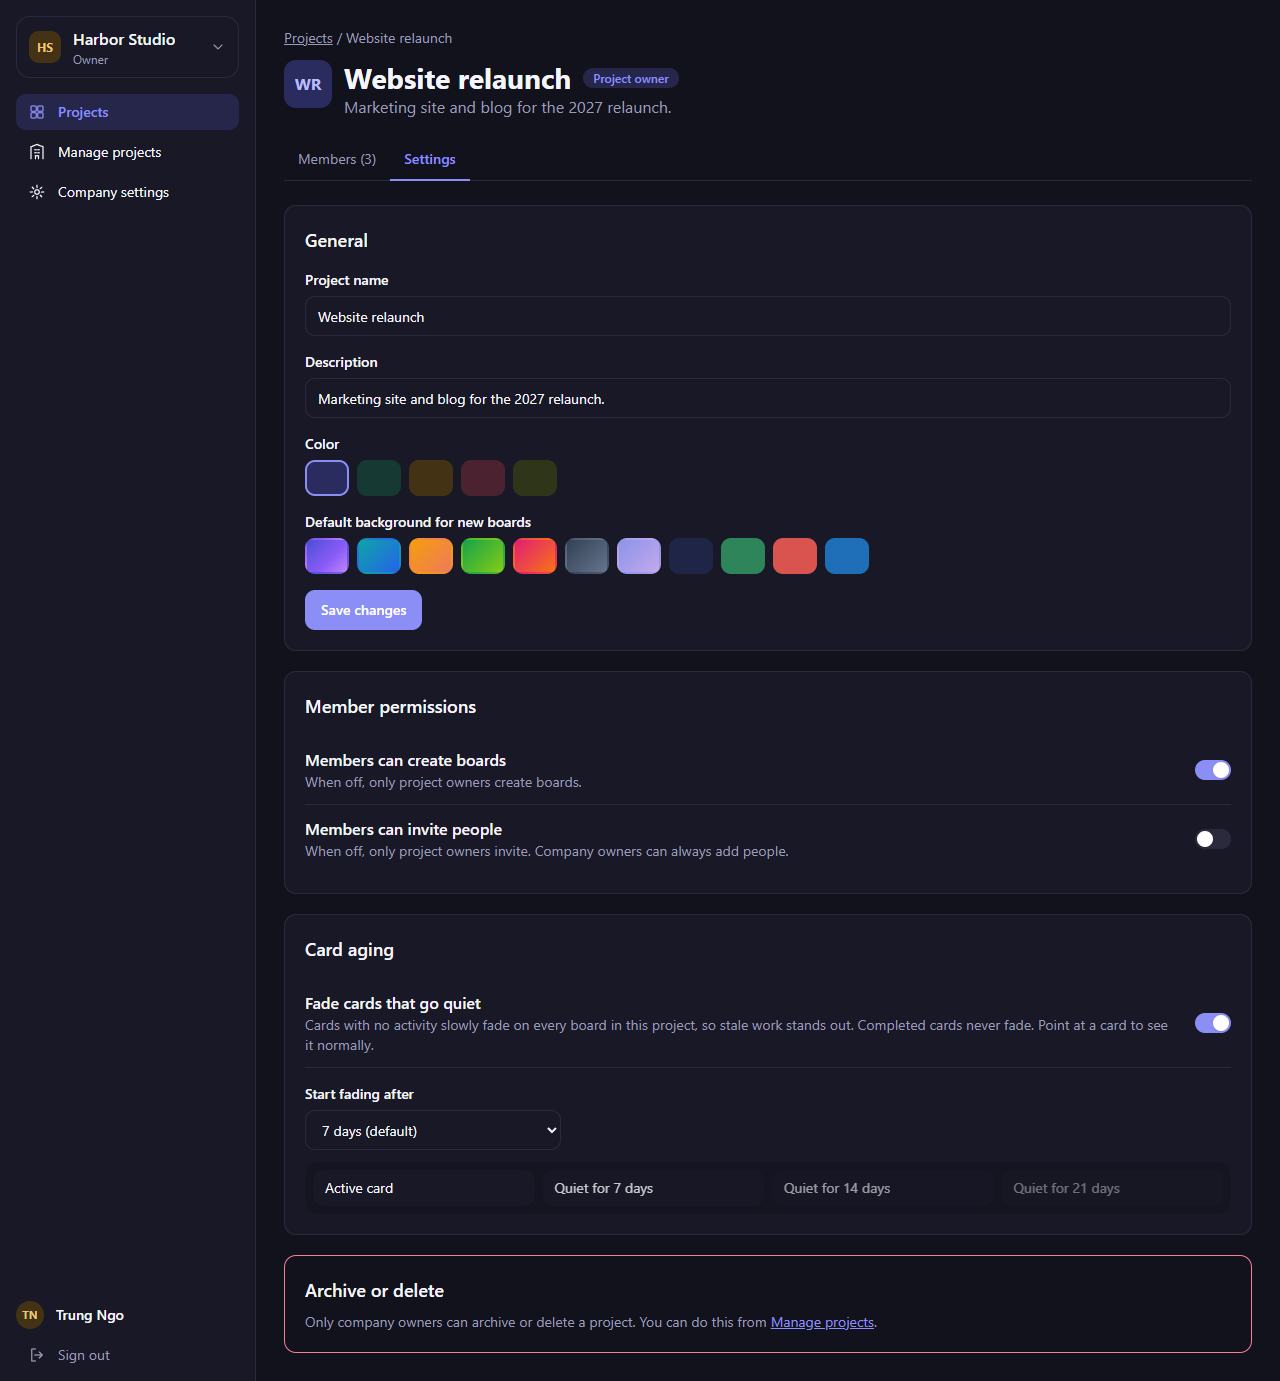 HS
Harbor Studio
Owner
Projects
Manage projects
Company settings
TN
Trung Ngo
Sign out
Projects / Website relaunch
WR
Website relaunch
Project owner
Marketing site and blog for the 2027 relaunch.
Members (3)
Settings
General
Project name
Website relaunch
Description
Marketing site and blog for the 2027 relaunch.
Color
Default background for new boards
Save changes
Member permissions
Members can create boards
When off, only project owners create boards.
Members can invite people
When off, only project owners invite. Company owners can always add people.
Card aging
Fade cards that go quiet
Cards with no activity slowly fade on every board in this project, so stale work stands out. Completed cards never fade. Point at a card to see
it normally.
Start fading after
7 days (default)
Active card
Quiet for 7 days
Quiet for 14 days
Quiet for 21 days
Archive or delete
Only company owners can archive or delete a project. You can do this from Manage projects.